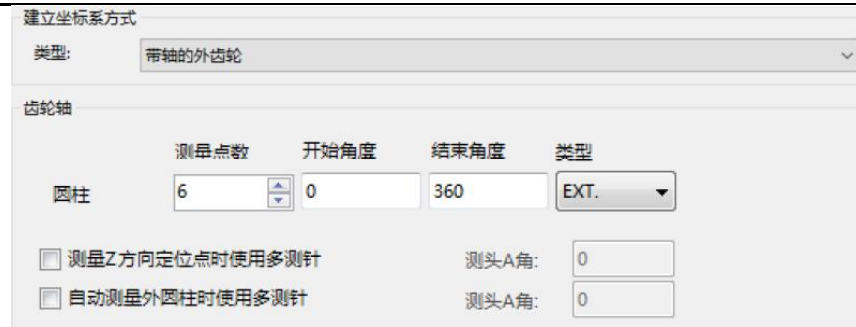 建立坐标系方式
类型: 带轴的外齿轮
齿轮轴
测量点数 开始角度 结束角度 类型
圆柱 6 0 360 EXT.
测量Z方向定位点时使用多测针 测头A角: 0
自动测量外圆柱时使用多测针 测头A角: 0